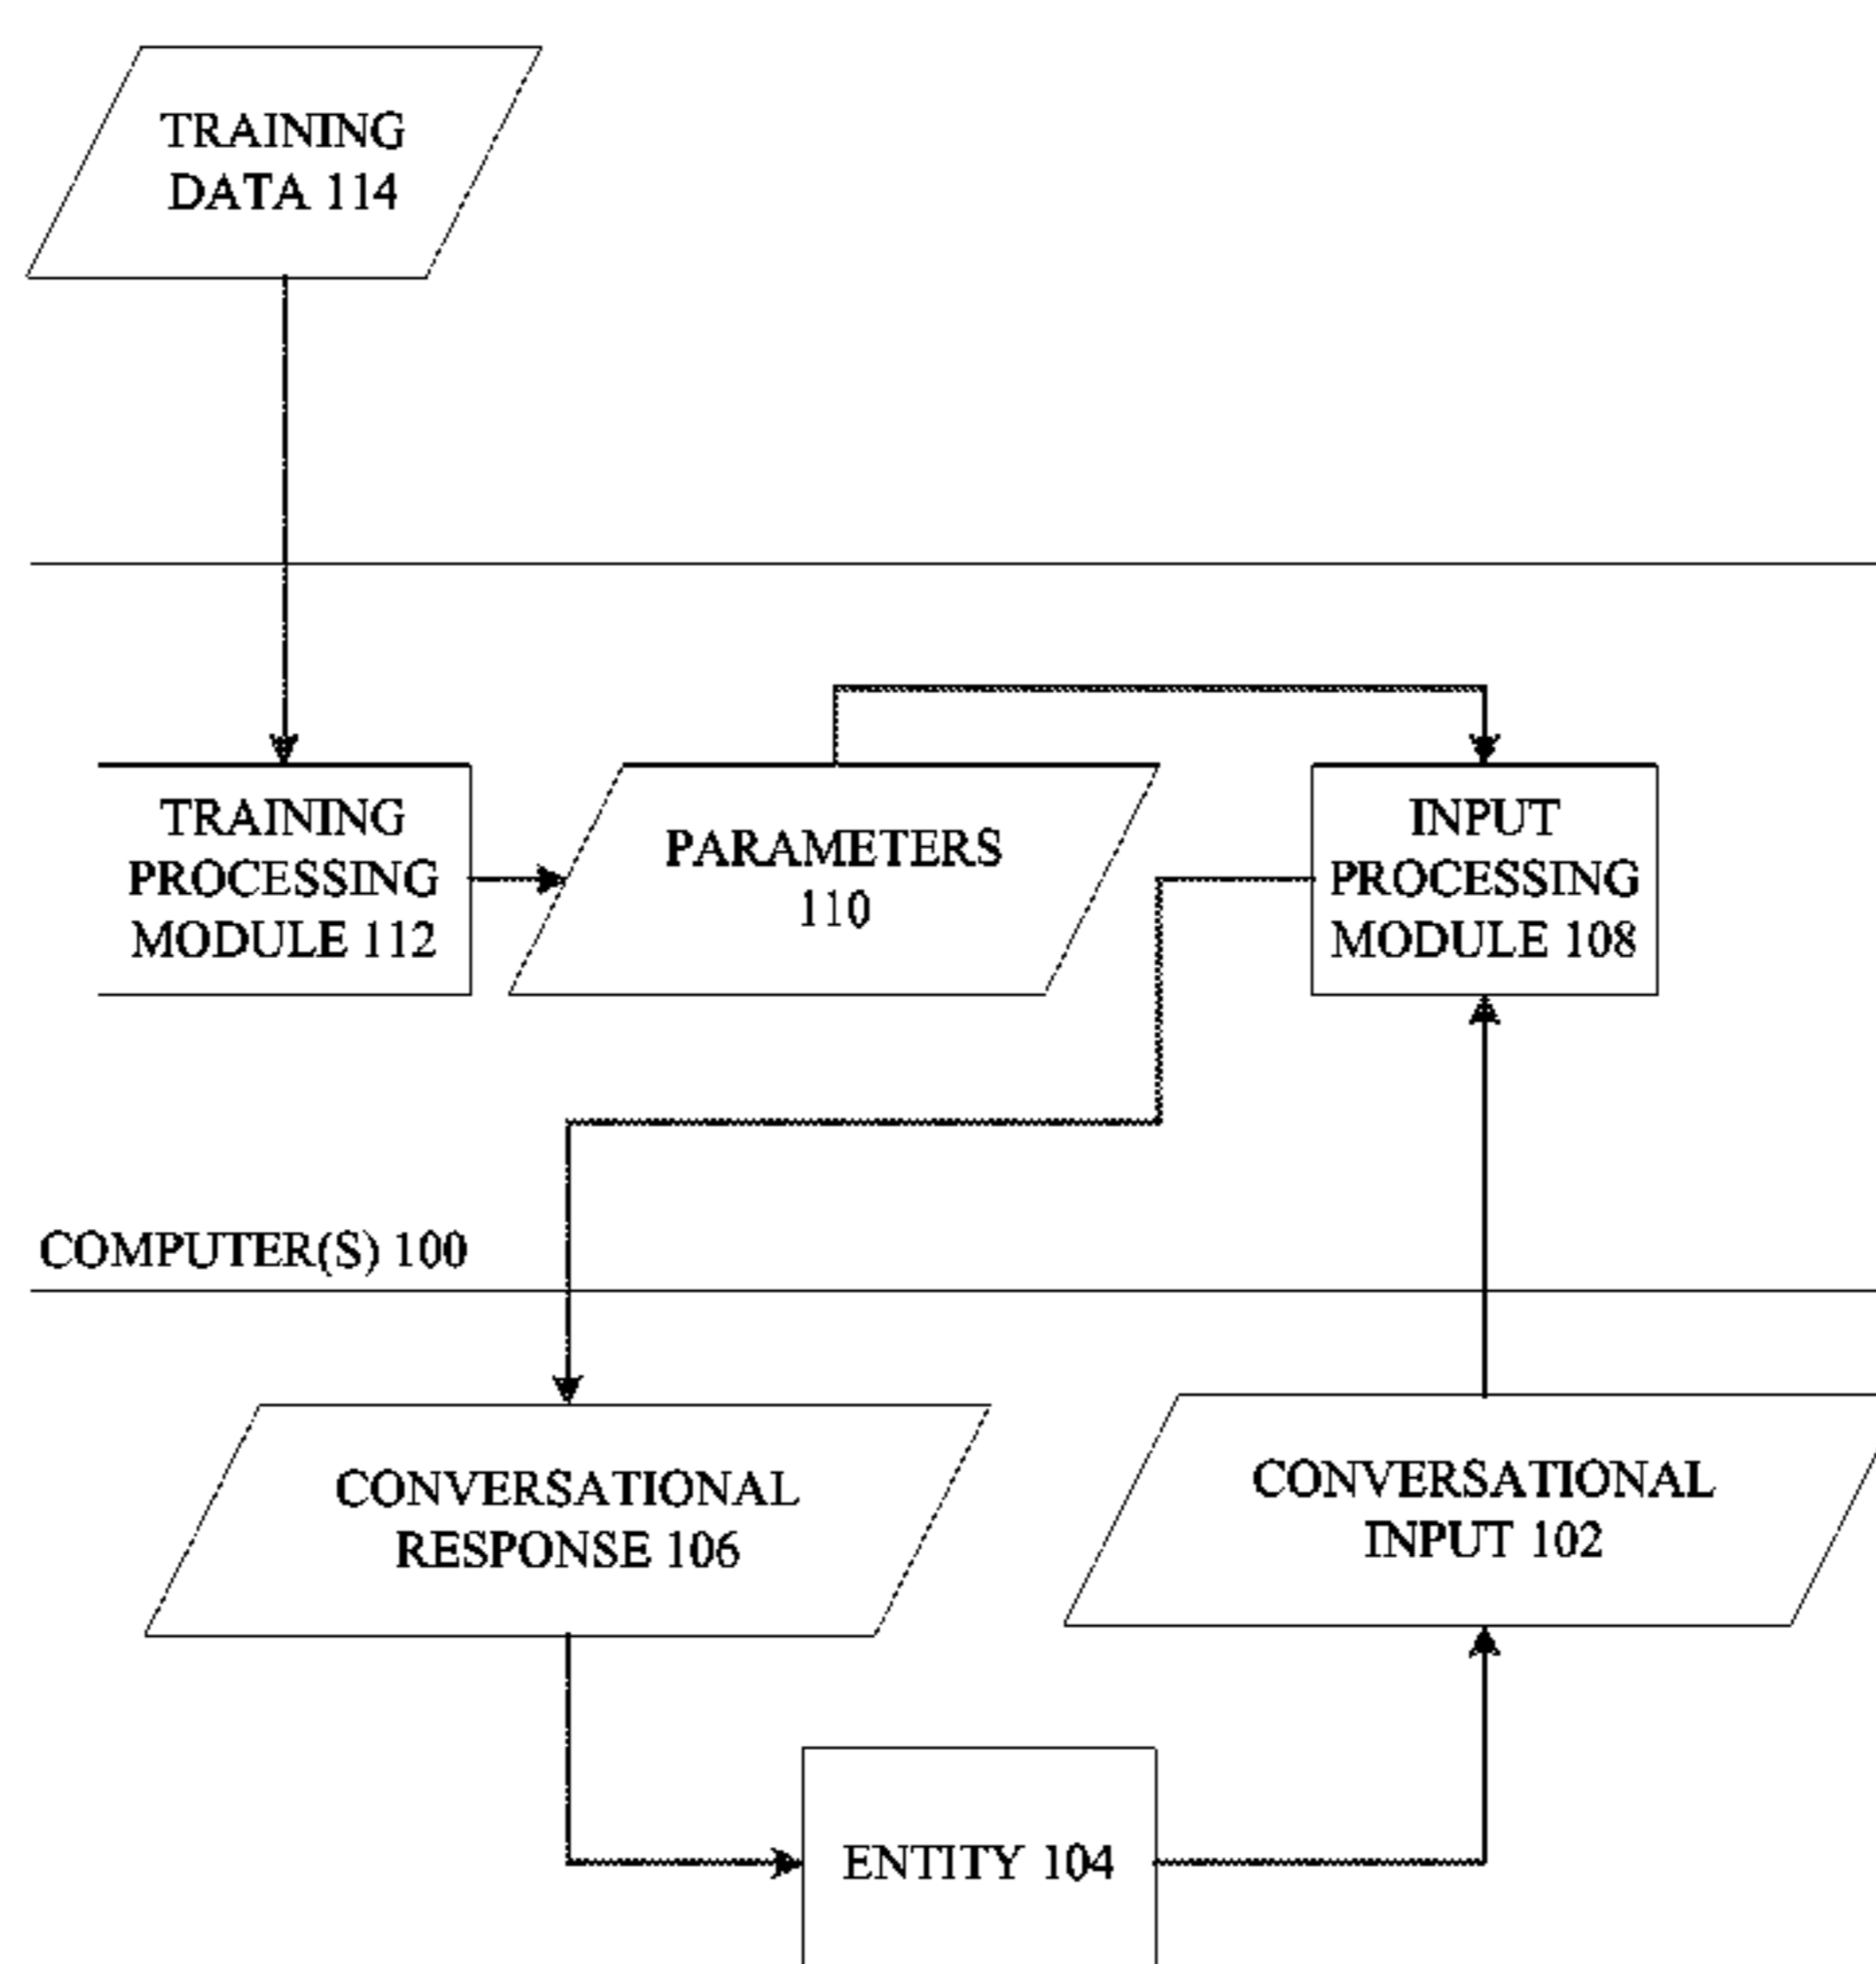 TRAINING
DATA 114
TRAINING
PROCESSING
MODULE 112
PARAMETERS
110
INPUT
PROCESSING
MODULE 108
COMPUTER(S) 100
CONVERSATIONAL
RESPONSE 106
CONVERSATIONAL
INPUT 102
ENTITY 104